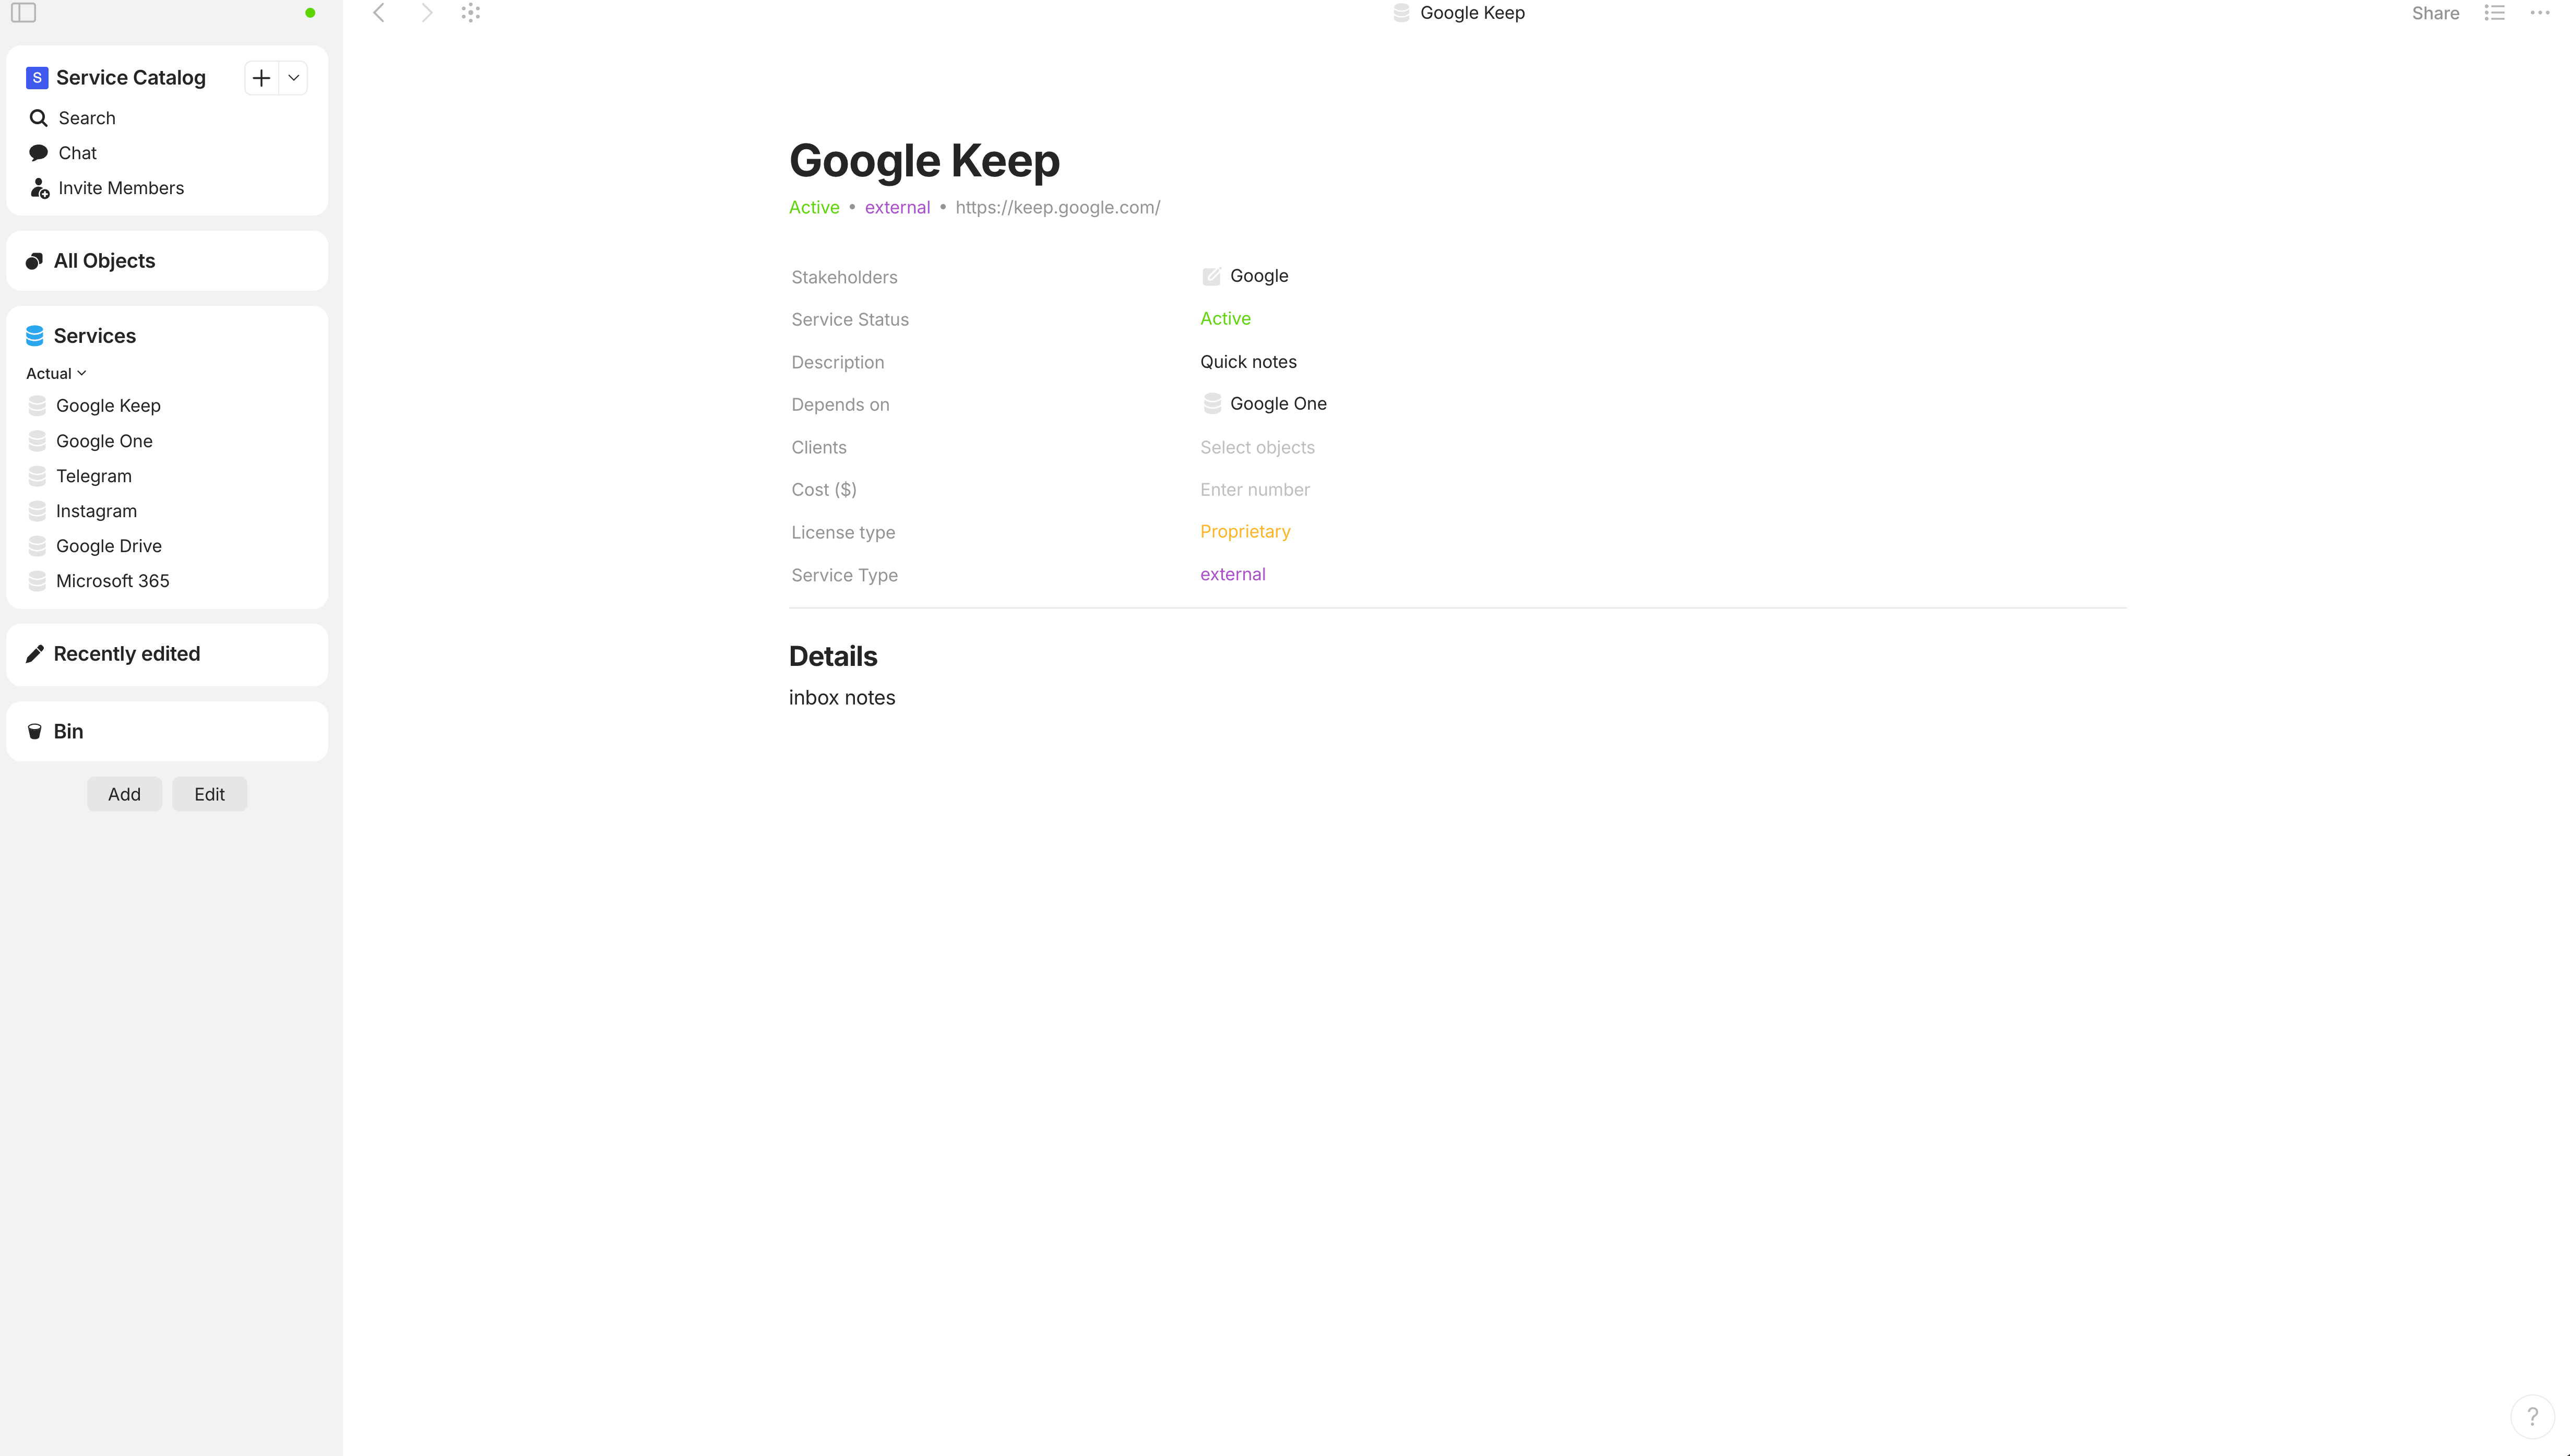 Google Keep
Share
S Service Catalog
Search
Chat
Invite Members
All Objects
Services
Actual
Google Keep
Google One
Telegram
Instagram
Google Drive
Microsoft 365
Recently edited
Bin
Add Edit
Google Keep
Active • external • https://keep.google.com/
Stakeholders Google
Service Status Active
Description Quick notes
Depends on Google One
Clients Select objects
Cost ($) Enter number
License type Proprietary
Service Type external
Details
inbox notes
?